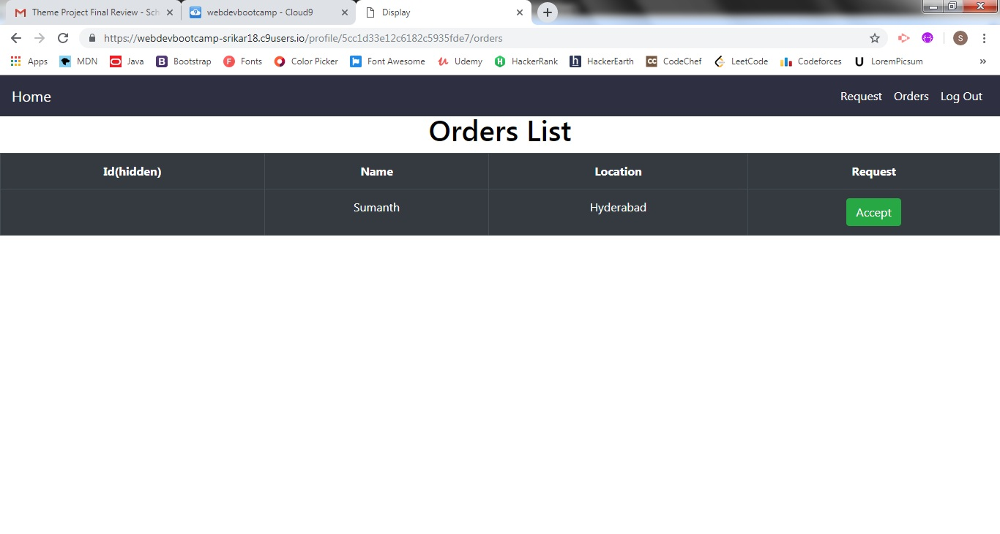 Theme Project Final Review - Sch
webdevbootcamp - Cloud9
Display
https://webdevbootcamp-srikar18.c9users.io/profile/5cc1d33e12c6182c5935fde7/orders
S
Apps MDN Java Bootstrap Fonts Color Picker Font Awesome Udemy HackerRank HackerEarth CodeChef LeetCode Codeforces LoremPicsum »
Home Request Orders Log Out
Orders List
Id(hidden) Name Location Request
Sumanth Hyderabad Accept